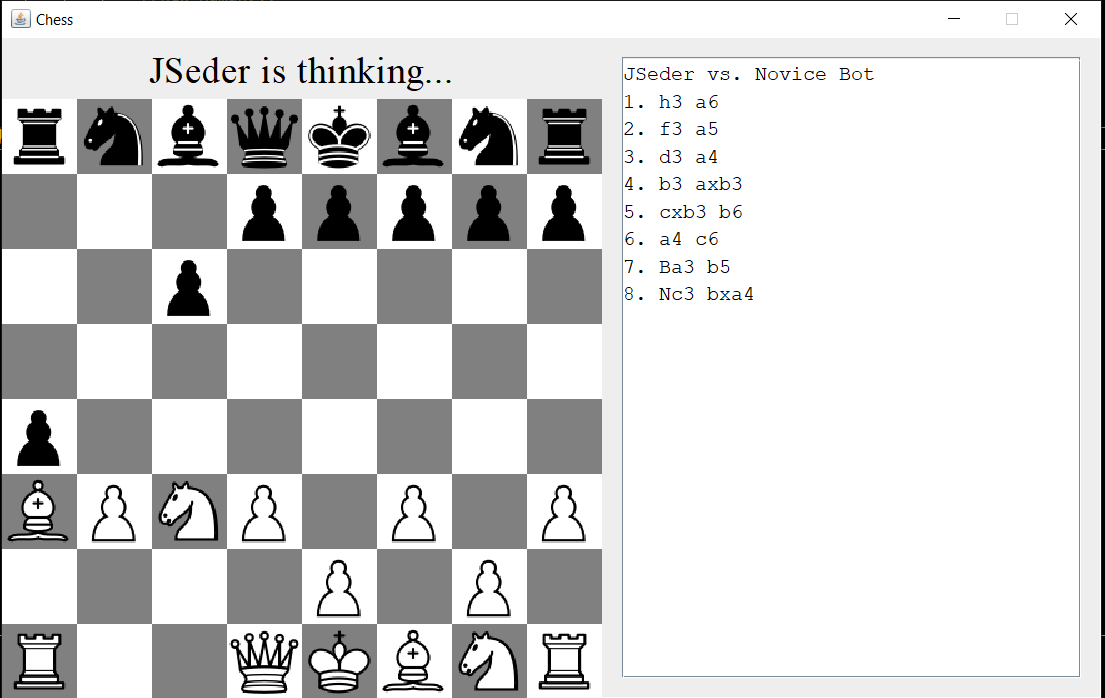 Chess
JSeder is thinking...
JSeder vs. Novice Bot
1. h3 a6
2. f3 a5
3. d3 a4
4. b3 axb3
5. cxb3 b6
6. a4 c6
7. Ba3 b5
8. Nc3 bxa4